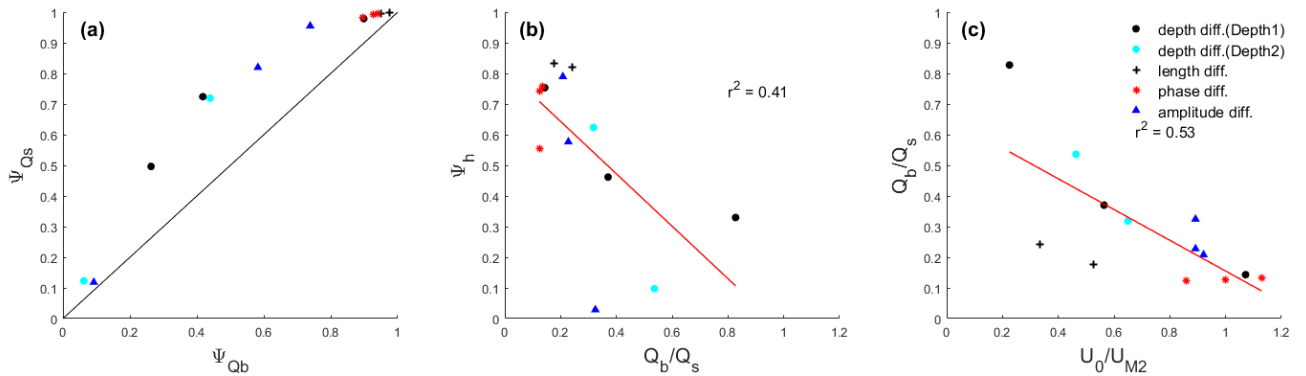 (a)
1
0.9
0.8
0.7
0.6
0.5
0.4
0.3
0.2
0.1
0
Ψ_Qs
0 0.2 0.4 0.6 0.8 1
Ψ_Qb
(b)
1
0.9
0.8
0.7
0.6
0.5
0.4
0.3
0.2
0.1
0
Ψ_h
r² = 0.41
0 0.2 0.4 0.6 0.8 1 1.2
Q_b/Q_s
(c)
1
0.9
0.8
0.7
0.6
0.5
0.4
0.3
0.2
0.1
0
Q_b/Q_s
depth diff.(Depth1)
depth diff.(Depth2)
length diff.
phase diff.
amplitude diff.
r² = 0.53
0 0.2 0.4 0.6 0.8 1 1.2
U_0/U_M2